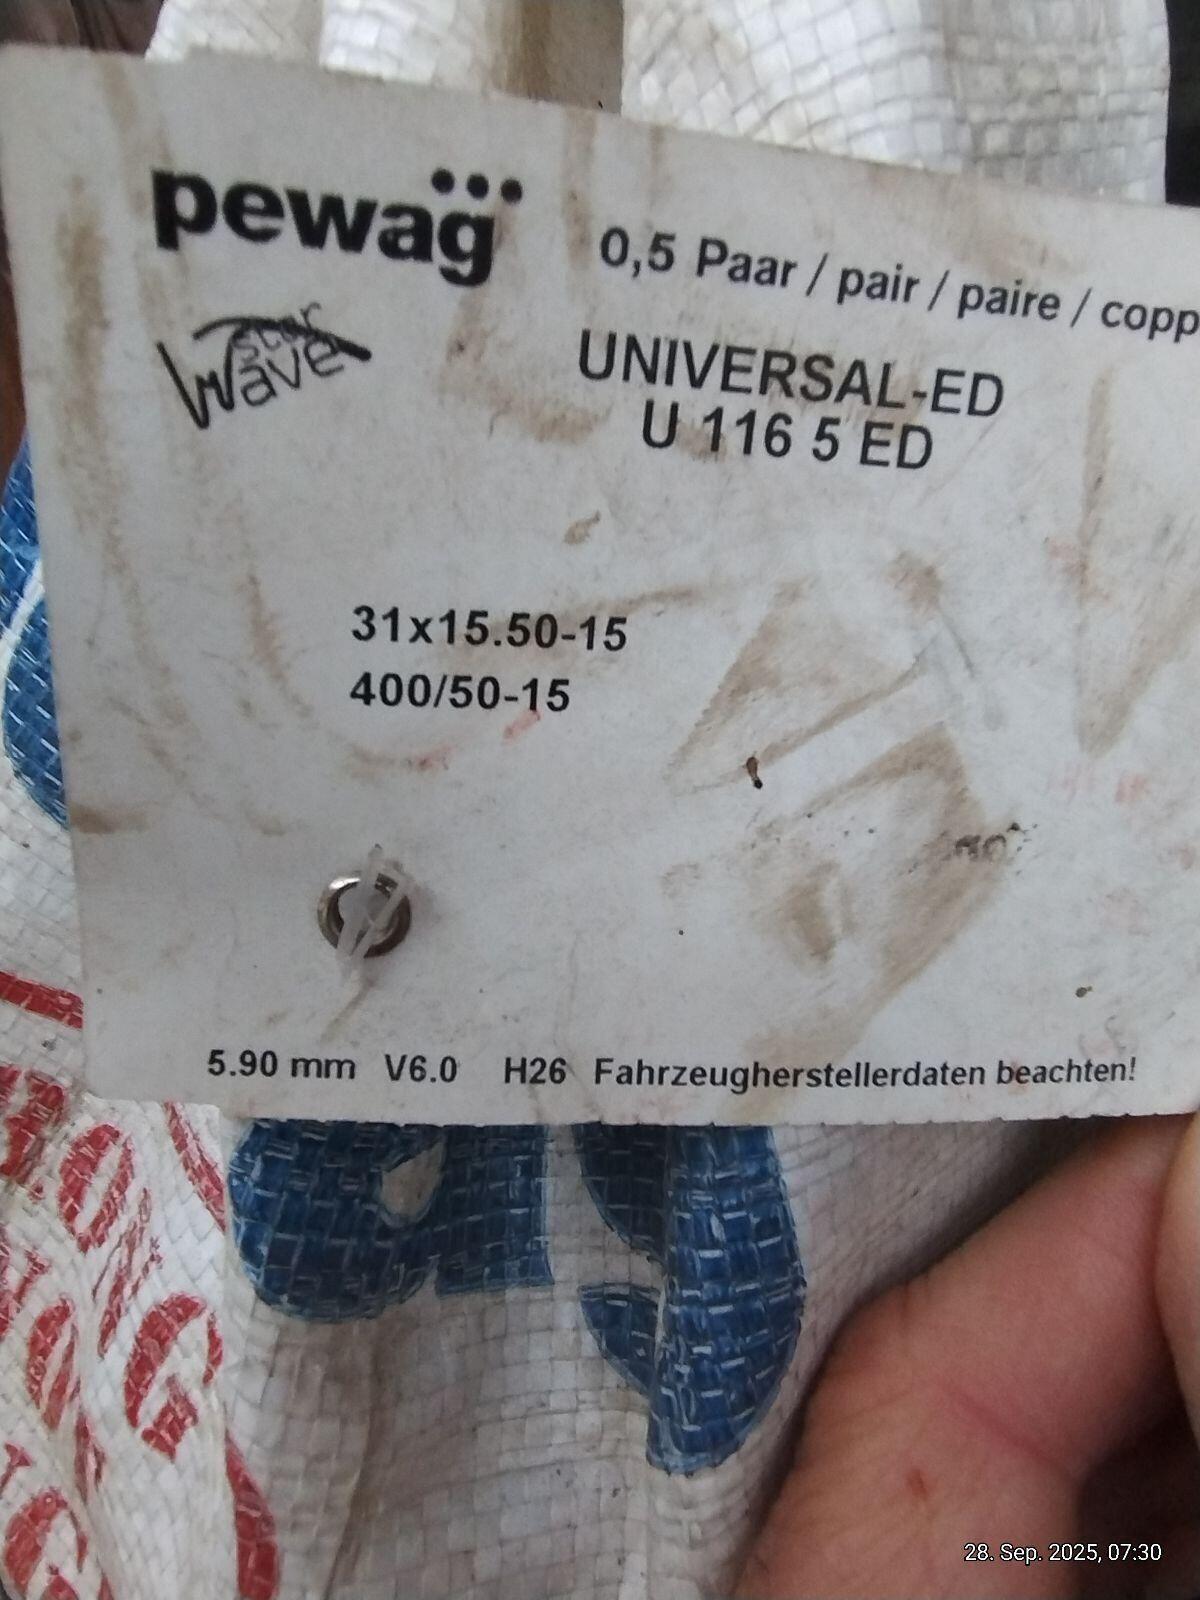 pewag
0,5 Paar / pair / paire / copp
star
Wave
UNIVERSAL-ED
U 116 5 ED
31x15.50-15
400/50-15
5.90 mm V6.0 H26 Fahrzeugherstellerdaten beachten!
28. Sep. 2025, 07:30